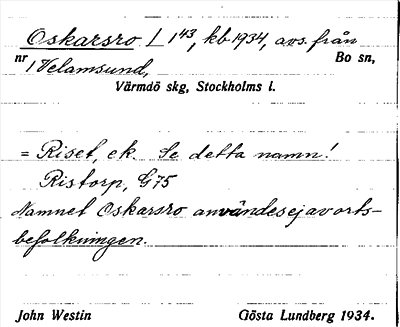 Oskarsro 1 1⁴³, kb 1934, avs. från
nr 1 Velamsund, Bo sn,
Värmdö skg, Stockholms l.
= Riset, ek. Se detta namn!
Ristorp, G75
Namnet Oskarsro användes ej av orts-
befolkningen.
John Westin Gösta Lundberg 1934.